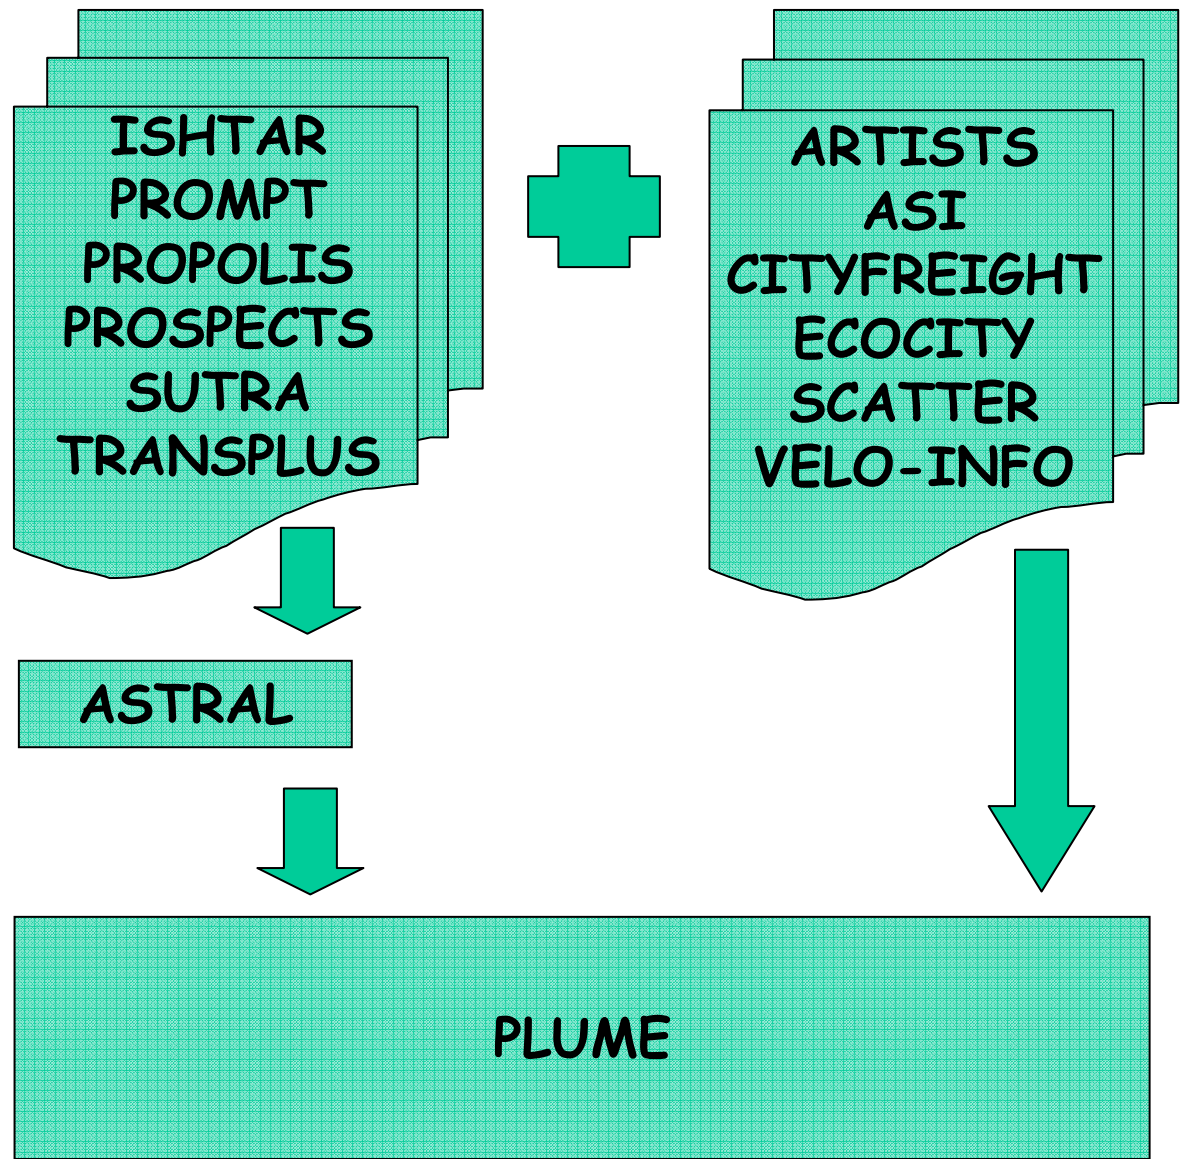 ISHTAR
PROMPT
PROPOLIS
PROSPECTS
SUTRA
TRANSPLUS
ARTISTS
ASI
CITYFREIGHT
ECOCITY
SCATTER
VELO-INFO
ASTRAL
PLUME